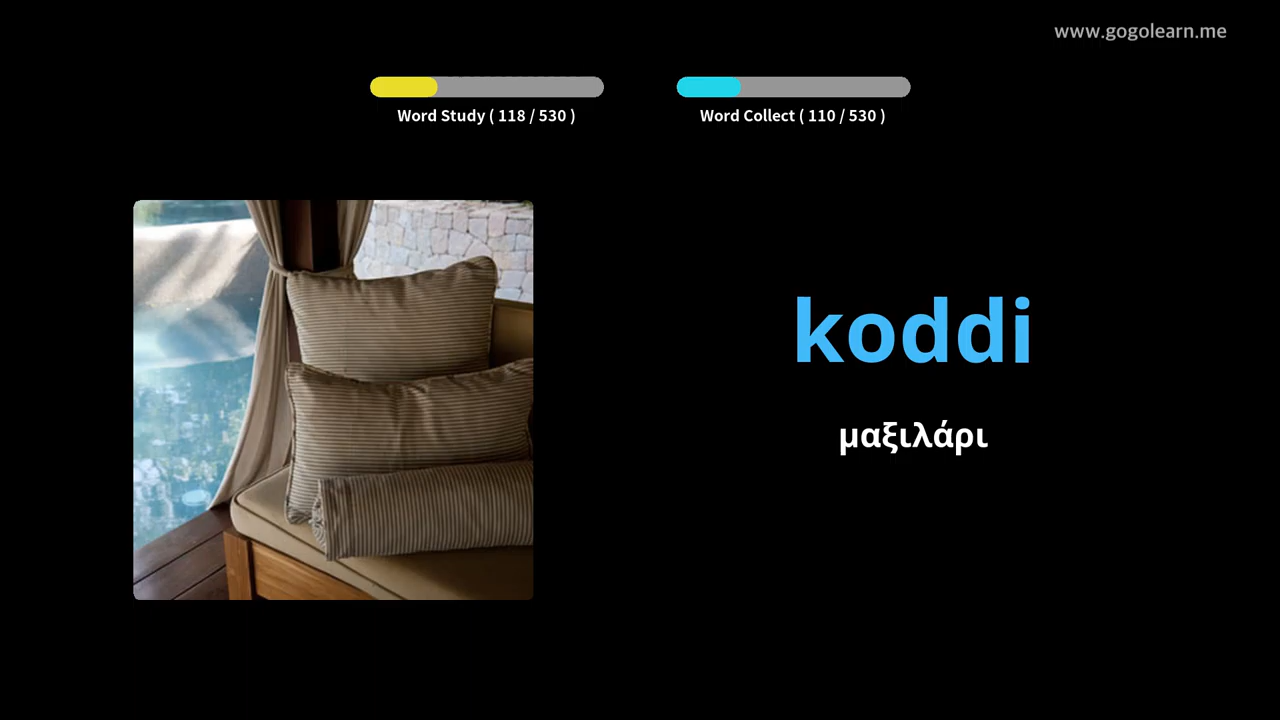 www.gogolearn.me
Word Study ( 118 / 530 )
Word Collect ( 110 / 530 )
koddi
μαξιλάρι